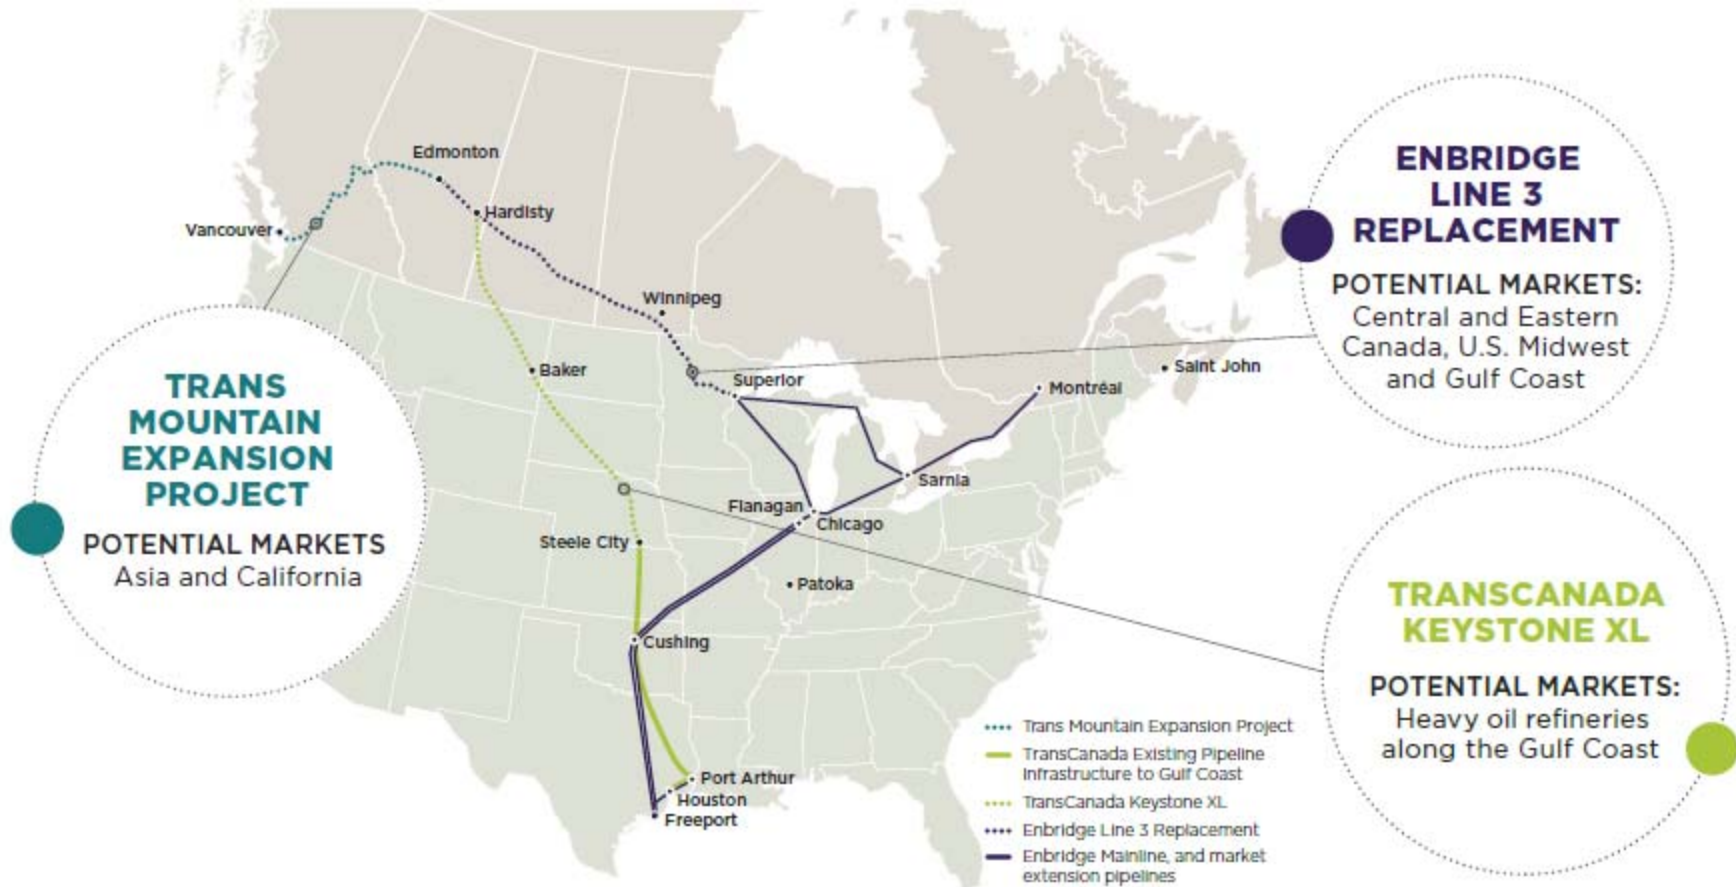 Edmonton
Hardisty
Vancouver
Winnipeg
Baker
Superior
Montréal
Saint John
Sarnia
Flanagan
Chicago
Steele City
Patoka
Cushing
Port Arthur
Houston
Freeport
TRANS
MOUNTAIN
EXPANSION
PROJECT
POTENTIAL MARKETS
Asia and California
ENBRIDGE
LINE 3
REPLACEMENT
POTENTIAL MARKETS:
Central and Eastern
Canada, U.S. Midwest
and Gulf Coast
TRANSCANADA
KEYSTONE XL
POTENTIAL MARKETS:
Heavy oil refineries
along the Gulf Coast
Trans Mountain Expansion Project
TransCanada Existing Pipeline
Infrastructure to Gulf Coast
TransCanada Keystone XL
Enbridge Line 3 Replacement
Enbridge Mainline, and market
extension pipelines